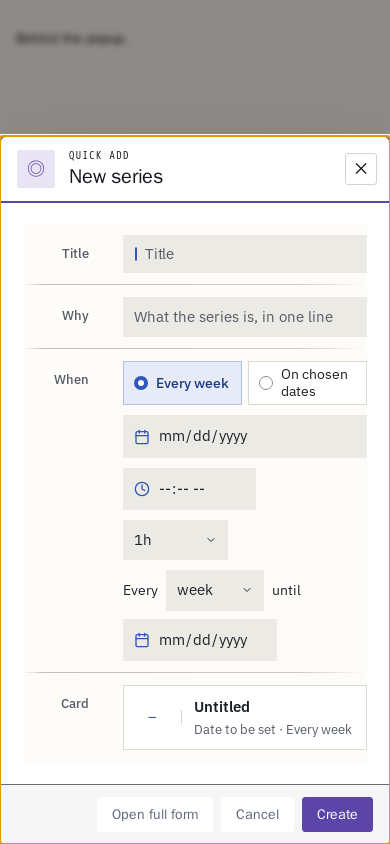 Behind the popup.
QUICK ADD
New series
Title
Title
Why
What the series is, in one line
When
Every week
On chosen
dates
mm/dd/yyyy
--:-- --
1h
Every week until
mm/dd/yyyy
Card
–
Untitled
Date to be set · Every week
Open full form
Cancel
Create